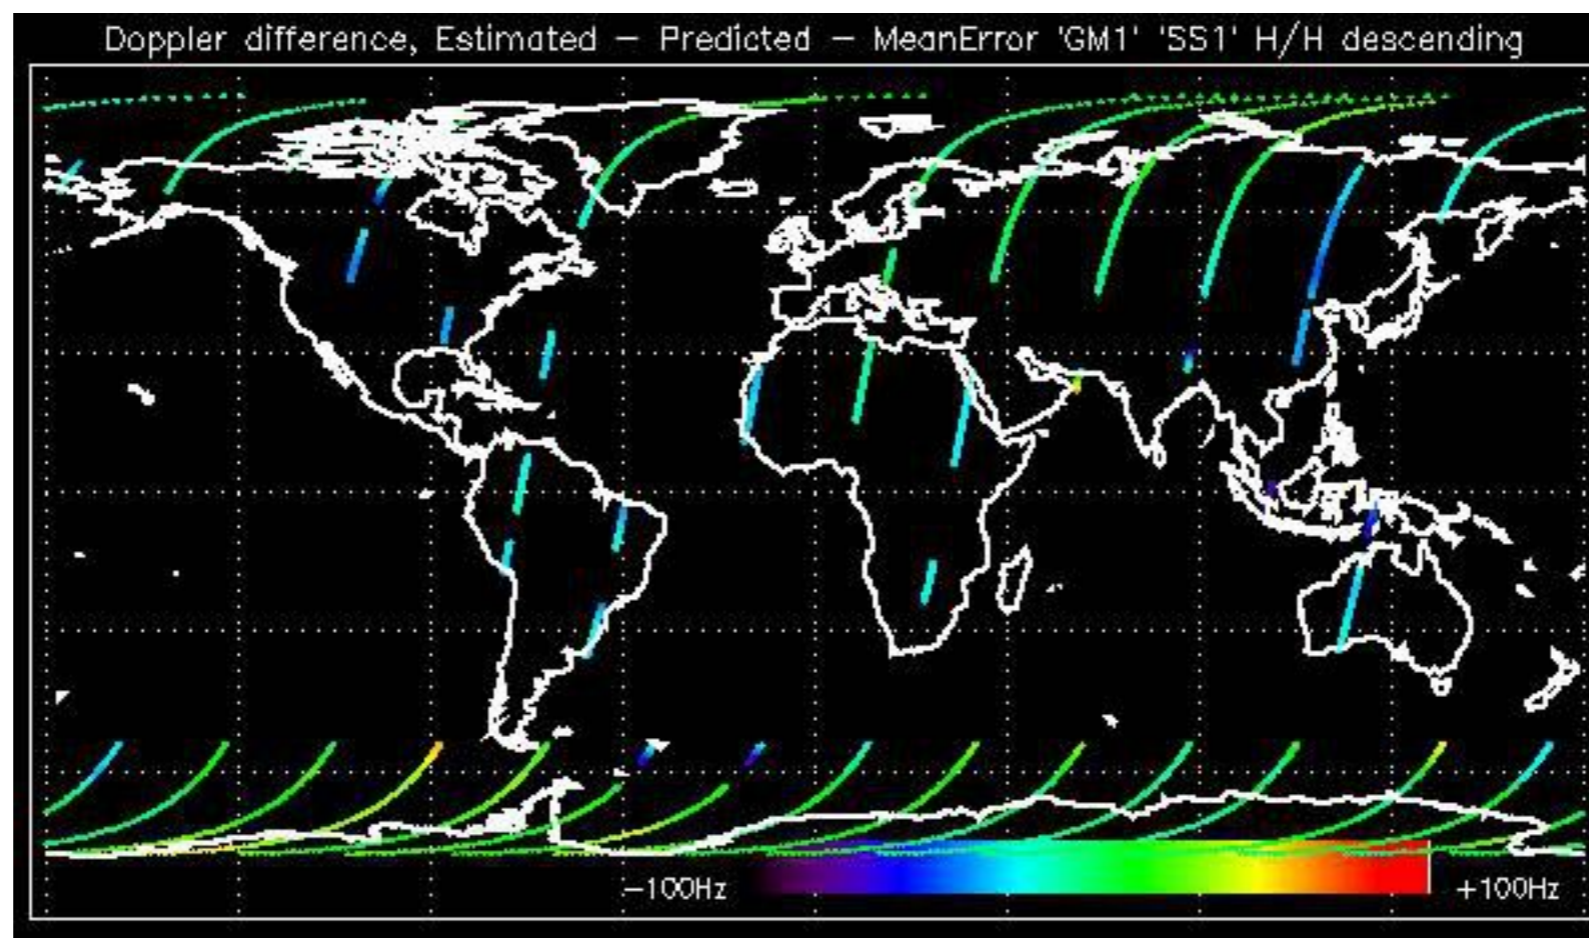 Doppler difference, Estimated – Predicted – MeanError 'GM1' 'SS1' H/H descending
−100Hz
+100Hz